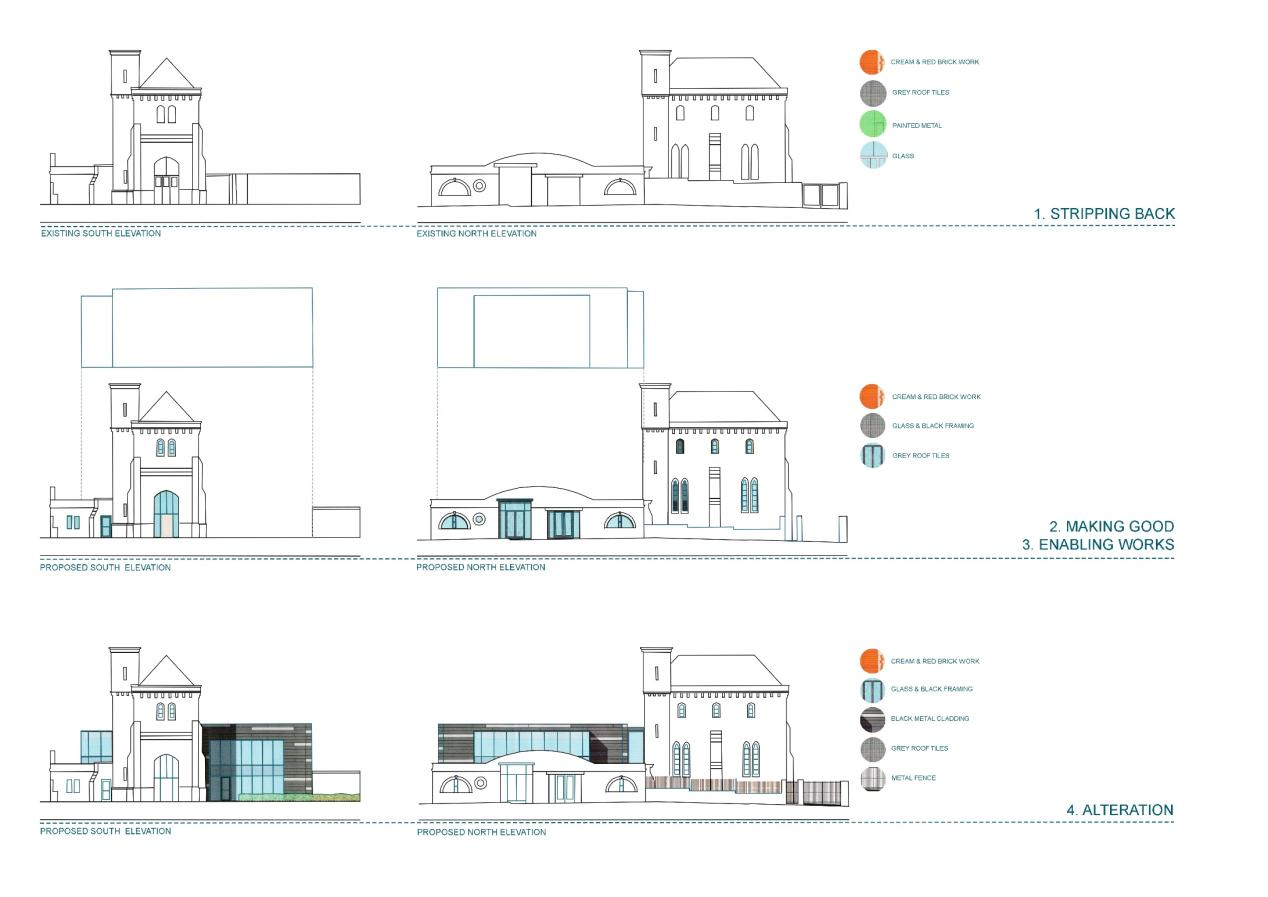 CREAM & RED BRICK WORK
GREY ROOF TILES
PAINTED METAL
GLASS
1. STRIPPING BACK
EXISTING SOUTH ELEVATION
EXISTING NORTH ELEVATION
CREAM & RED BRICK WORK
GLASS & BLACK FRAMING
GREY ROOF TILES
2. MAKING GOOD
3. ENABLING WORKS
PROPOSED SOUTH ELEVATION
PROPOSED NORTH ELEVATION
CREAM & RED BRICK WORK
GLASS & BLACK FRAMING
BLACK METAL CLADDING
GREY ROOF TILES
METAL FENCE
4. ALTERATION
PROPOSED SOUTH ELEVATION
PROPOSED NORTH ELEVATION